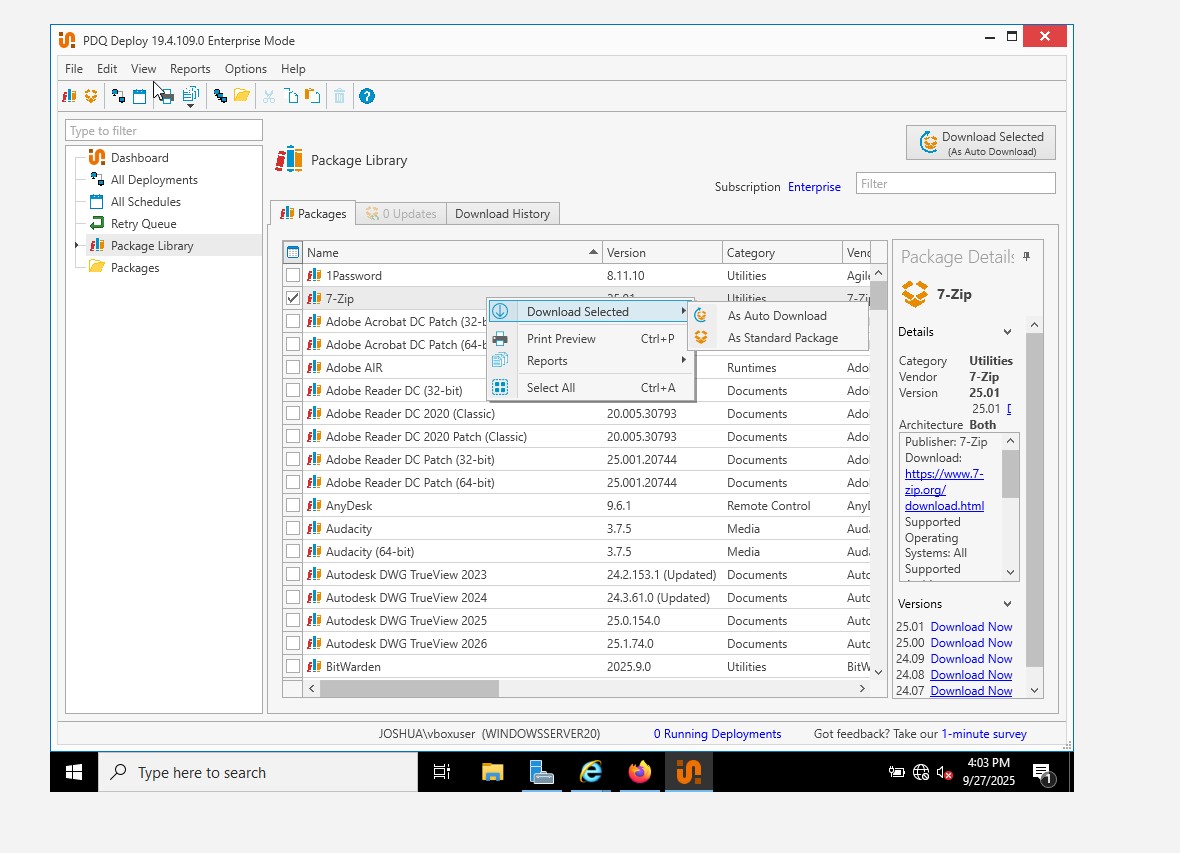 PDQ Deploy 19.4.109.0 Enterprise Mode
File Edit View Reports Options Help
Type to filter
Dashboard
All Deployments
All Schedules
Retry Queue
Package Library
Packages
Package Library
Download Selected
(As Auto Download)
Subscription Enterprise
Filter
Packages 0 Updates Download History
Name Version Category Vend
1Password 8.11.10 Utilities Agile
7-Zip 25.01 Utilities 7-Zip
Adobe Acrobat DC Patch (32-b
Adobe Acrobat DC Patch (64-b
Adobe AIR Runtimes Adol
Adobe Reader DC (32-bit) Documents Adol
Adobe Reader DC 2020 (Classic) 20.005.30793 Documents Adol
Adobe Reader DC 2020 Patch (Classic) 20.005.30793 Documents Adol
Adobe Reader DC Patch (32-bit) 25.001.20744 Documents Adol
Adobe Reader DC Patch (64-bit) 25.001.20744 Documents Adol
AnyDesk 9.6.1 Remote Control AnyD
Audacity 3.7.5 Media Auda
Audacity (64-bit) 3.7.5 Media Auda
Autodesk DWG TrueView 2023 24.2.153.1 (Updated) Documents Auto
Autodesk DWG TrueView 2024 24.3.61.0 (Updated) Documents Auto
Autodesk DWG TrueView 2025 25.0.154.0 Documents Auto
Autodesk DWG TrueView 2026 25.1.74.0 Documents Auto
BitWarden 2025.9.0 Utilities BitW
Download Selected
Print Preview Ctrl+P
Reports
Select All Ctrl+A
As Auto Download
As Standard Package
Package Details
7-Zip
Details
Category Utilities
Vendor 7-Zip
Version 25.01
25.01
Architecture Both
Publisher: 7-Zip
Download:
https://www.7-
zip.org/
download.html
Supported
Operating
Systems: All
Supported
Versions
25.01 Download Now
25.00 Download Now
24.09 Download Now
24.08 Download Now
24.07 Download Now
JOSHUA\vboxuser (WINDOWSSERVER20) 0 Running Deployments Got feedback? Take our 1-minute survey
Type here to search
4:03 PM
9/27/2025
1